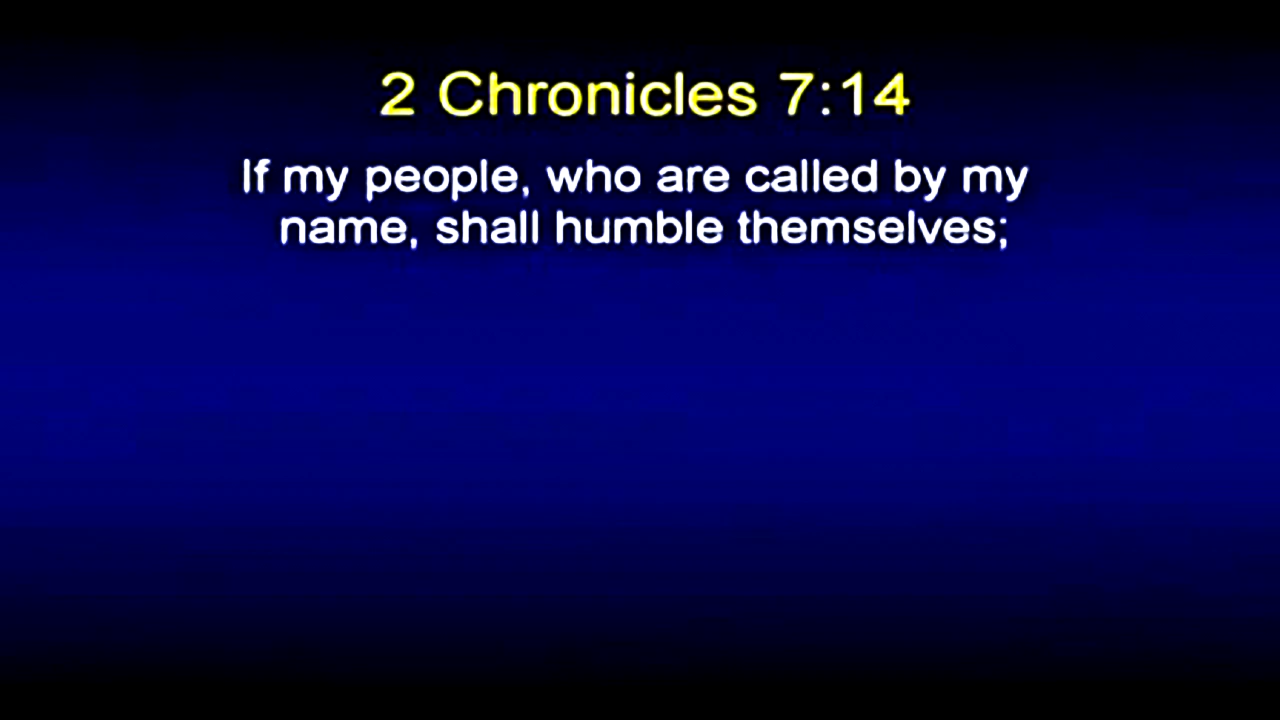 2 Chronicles 7:14
If my people, who are called by my
name, shall humble themselves;